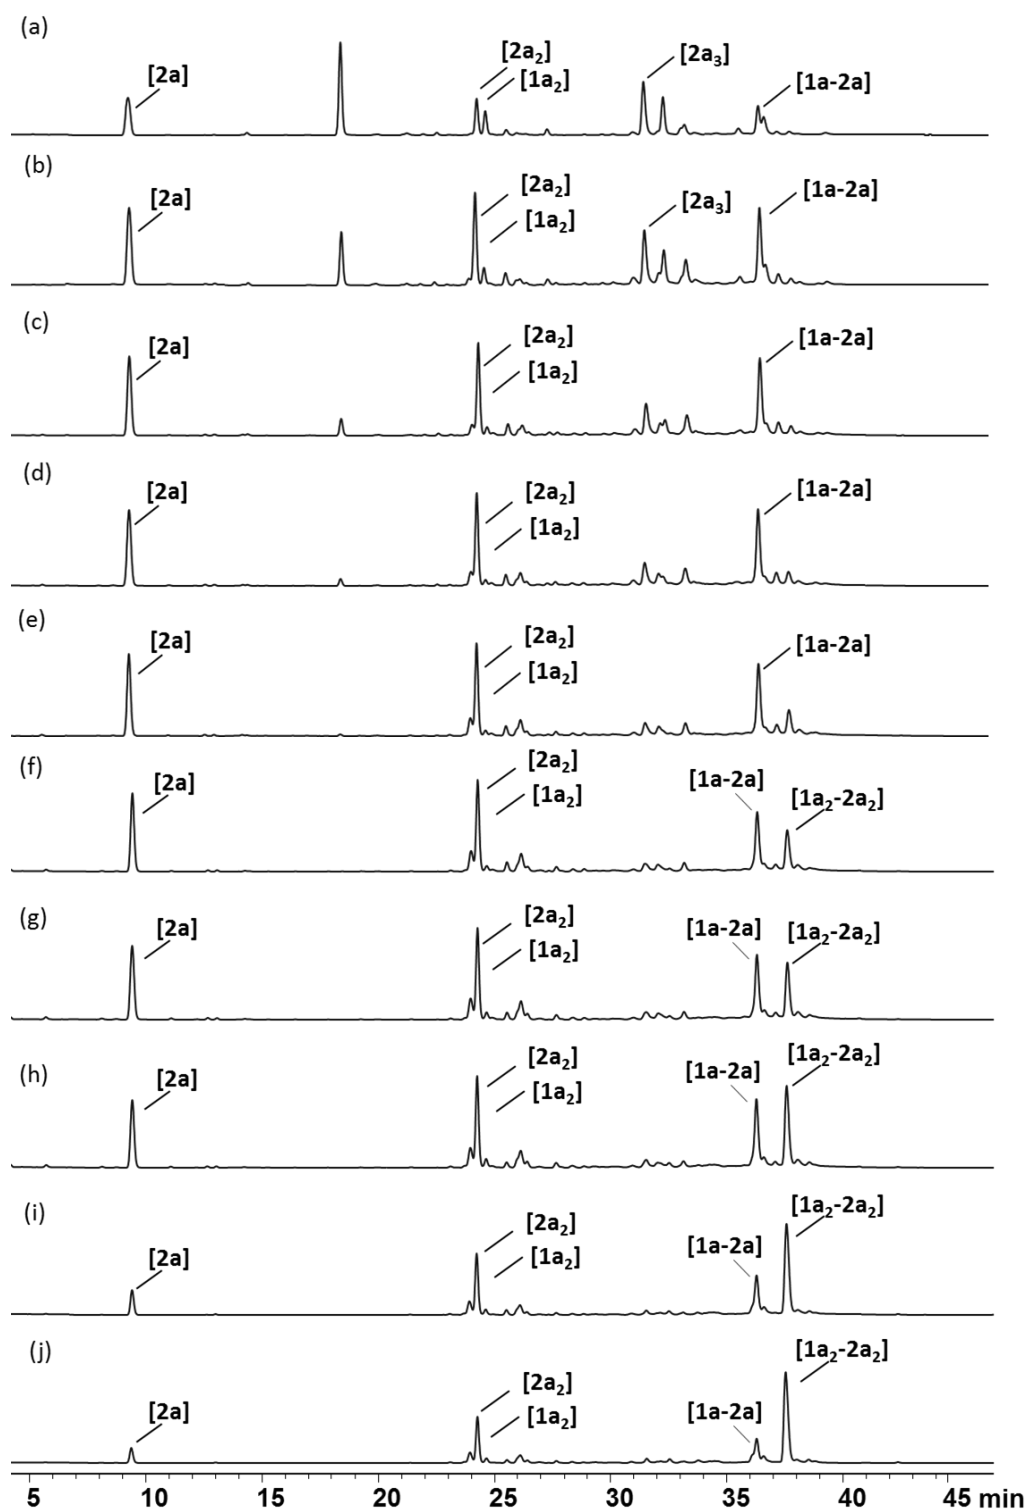 (a)
[2a]
[2a₂]
[1a₂]
[2a₃]
[1a-2a]
(b)
[2a]
[2a₂]
[1a₂]
[2a₃]
[1a-2a]
(c)
[2a]
[2a₂]
[1a₂]
[1a-2a]
(d)
[2a]
[2a₂]
[1a₂]
[1a-2a]
(e)
[2a]
[2a₂]
[1a₂]
[1a-2a]
(f)
[2a]
[2a₂]
[1a₂]
[1a-2a]
[1a₂-2a₂]
(g)
[2a]
[2a₂]
[1a₂]
[1a-2a]
[1a₂-2a₂]
(h)
[2a]
[2a₂]
[1a₂]
[1a-2a]
[1a₂-2a₂]
(i)
[2a]
[2a₂]
[1a₂]
[1a-2a]
[1a₂-2a₂]
(j)
[2a]
[2a₂]
[1a₂]
[1a-2a]
[1a₂-2a₂]
5 10 15 20 25 30 35 40 45 min